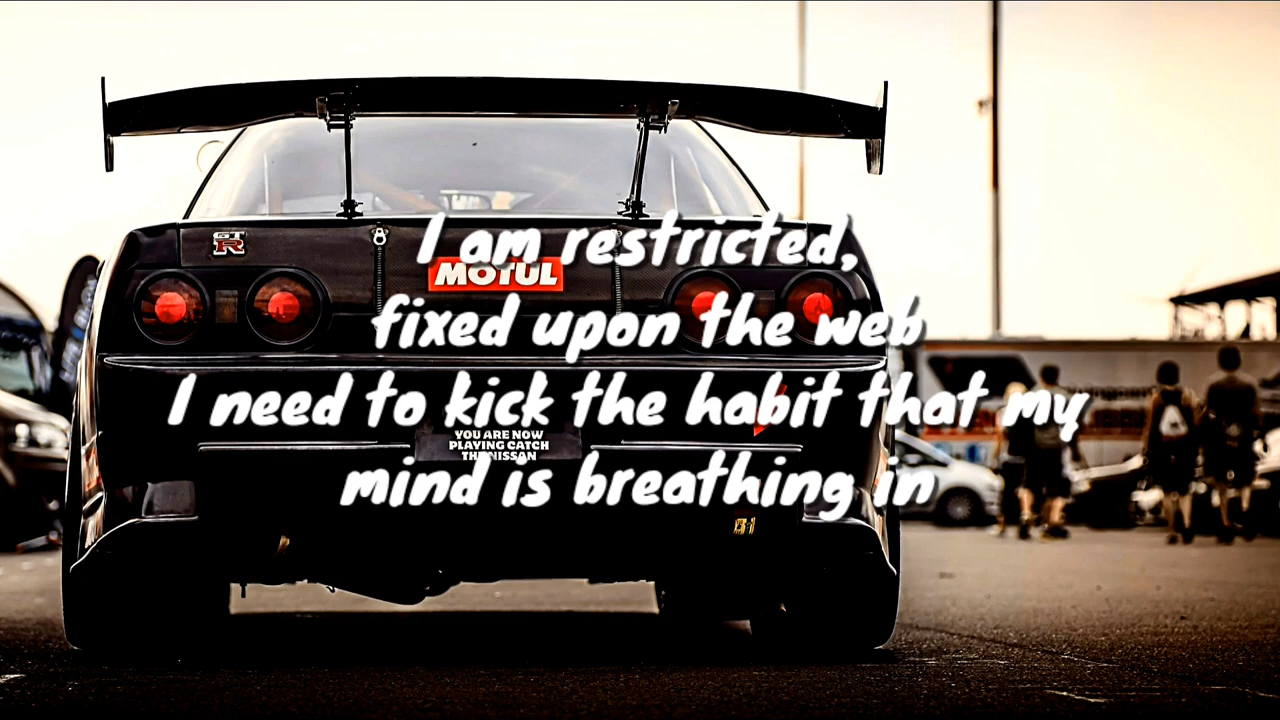 GT
R
I am restricted,
MOTUL
fixed upon the web
I need to kick the habit that my
YOU ARE NOW
PLAYING CATCH
THE NISSAN
mind is breathing in